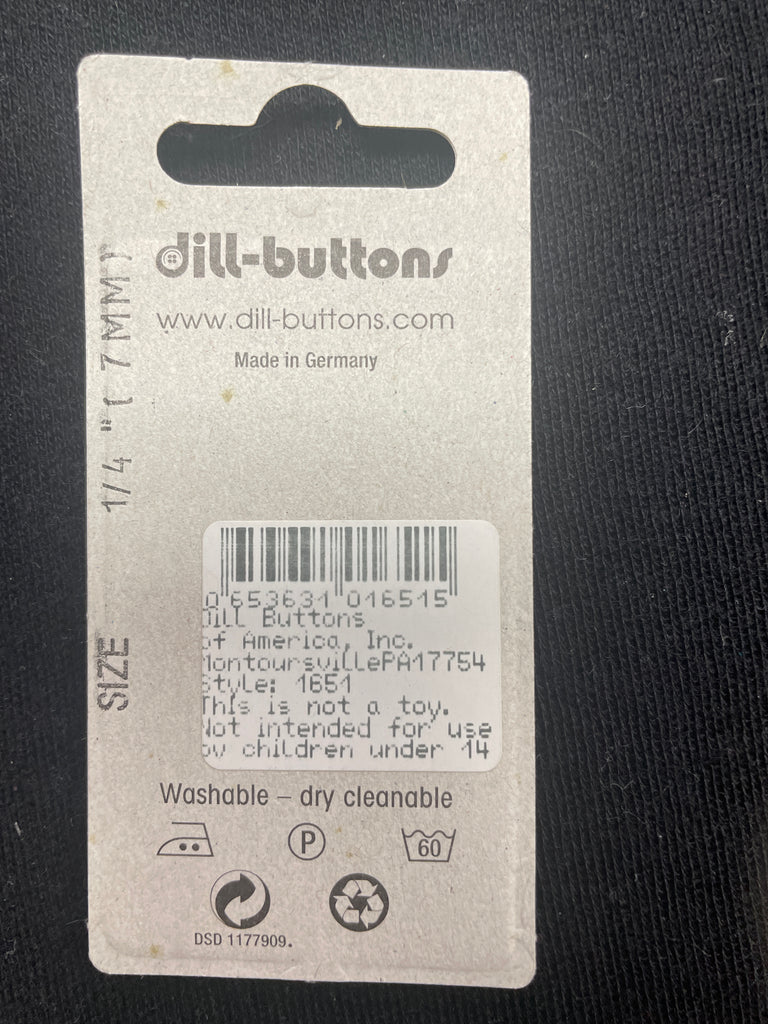 dill-buttons
www.dill-buttons.com
Made in Germany
SIZE 1/4 " ( 7MM)
0 653631 016515
Dill Buttons
of America, Inc.
MontoursvillePA17754
Style: 1651
This is not a toy.
Not intended for use
by children under 14
Washable – dry cleanable
P
60
DSD 1177909.